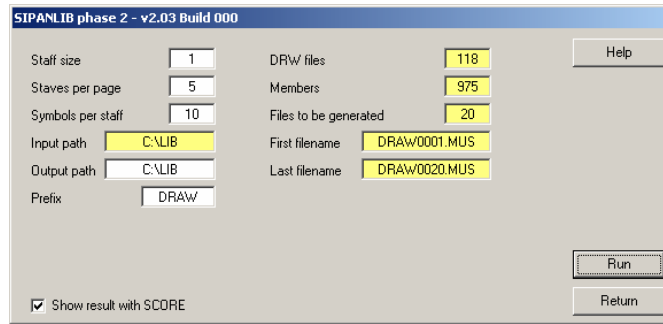 SIPANLIB phase 2 - v2.03 Build 000
Staff size 1 DRW files 118 Help
Staves per page 5 Members 975
Symbols per staff 10 Files to be generated 20
Input path C:\LIB First filename DRAW0001.MUS
Output path C:\LIB Last filename DRAW0020.MUS
Prefix DRAW
Run
Show result with SCORE Return